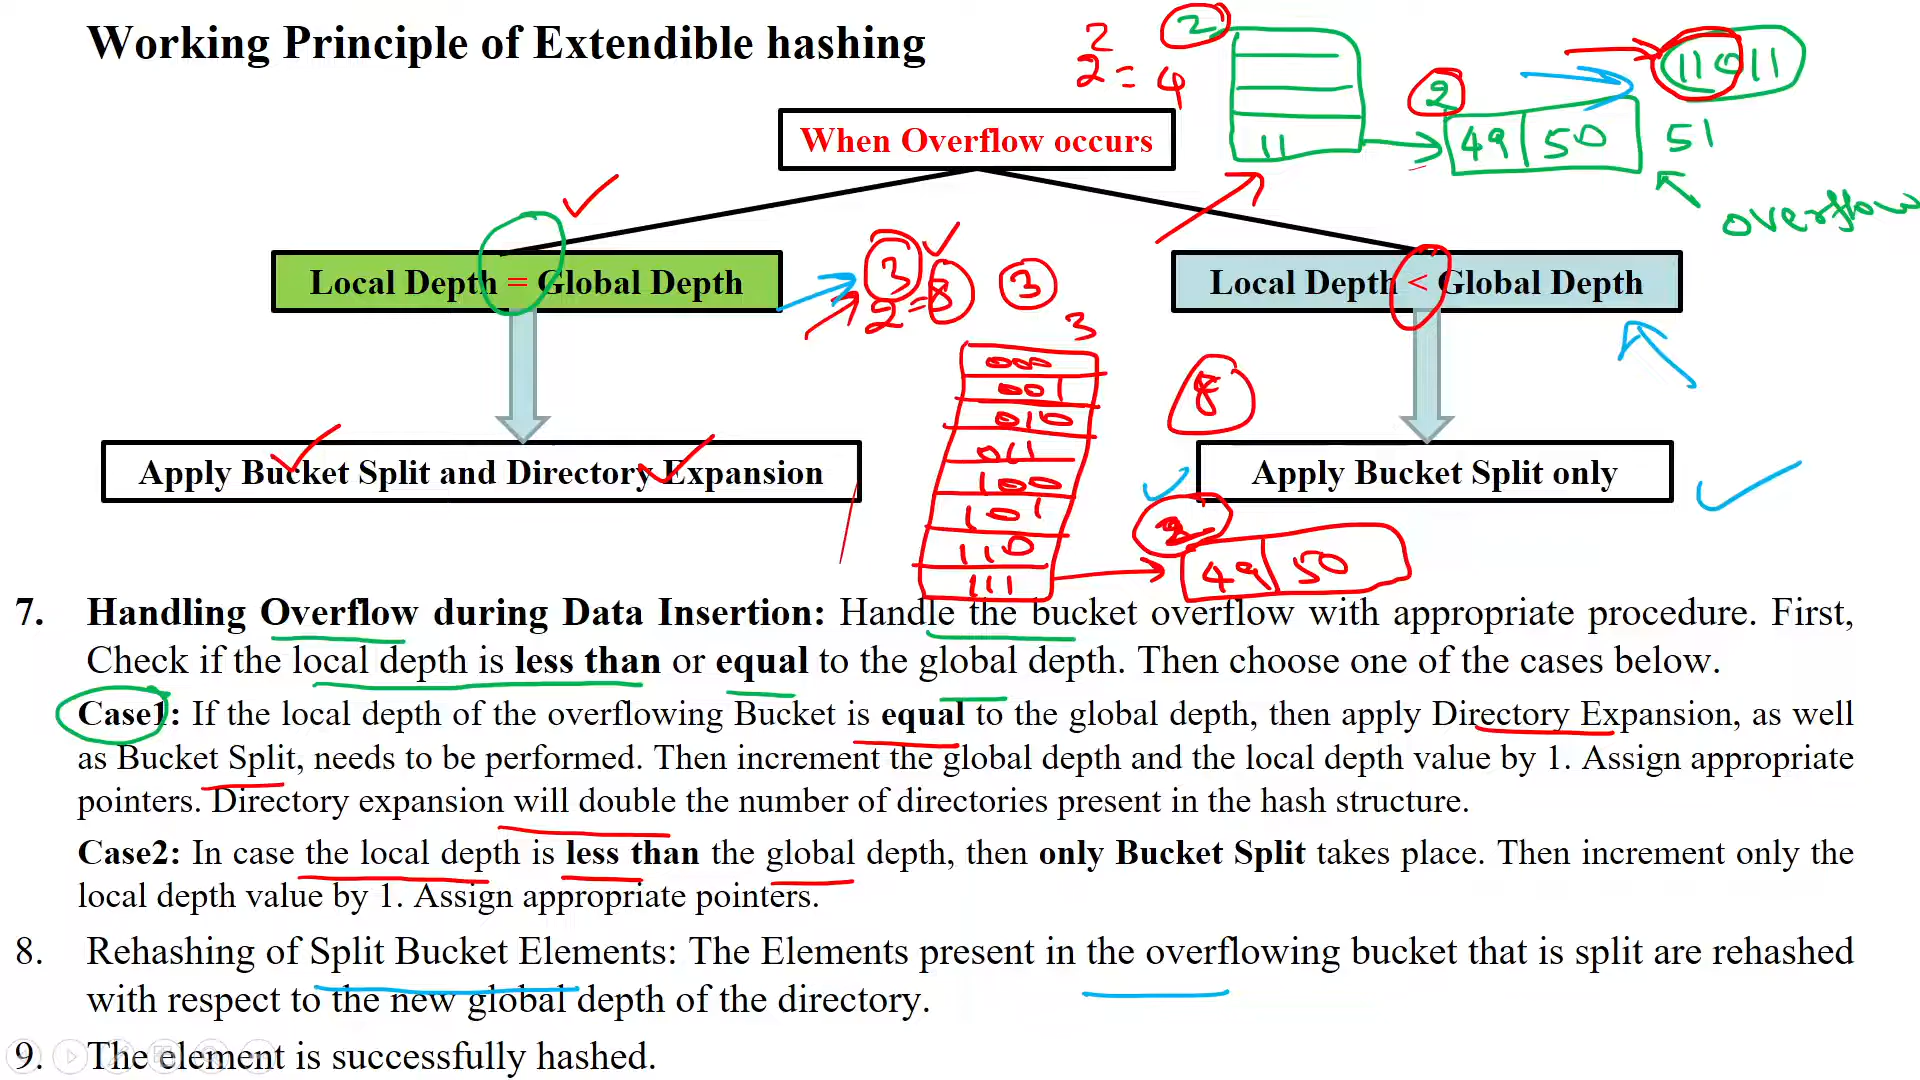 Working Principle of Extendible hashing
2
2 = 4
2
11
2
49 50 51
11011
overflow
When Overflow occurs
Local Depth = Global Depth
3
2 = 8
3
Local Depth < Global Depth
3
000
001
010
011
100
101
110
111
8
Apply Bucket Split and Directory Expansion
Apply Bucket Split only
2
49 50
7. Handling Overflow during Data Insertion: Handle the bucket overflow with appropriate procedure. First,
Check if the local depth is less than or equal to the global depth. Then choose one of the cases below.
Case1: If the local depth of the overflowing Bucket is equal to the global depth, then apply Directory Expansion, as well
as Bucket Split, needs to be performed. Then increment the global depth and the local depth value by 1. Assign appropriate
pointers. Directory expansion will double the number of directories present in the hash structure.
Case2: In case the local depth is less than the global depth, then only Bucket Split takes place. Then increment only the
local depth value by 1. Assign appropriate pointers.
8. Rehashing of Split Bucket Elements: The Elements present in the overflowing bucket that is split are rehashed
with respect to the new global depth of the directory.
9. The element is successfully hashed.